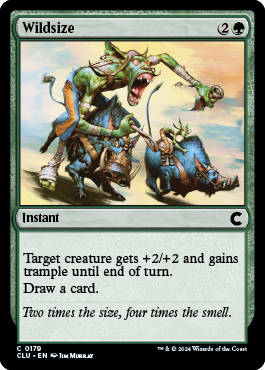 Wildsize 2
Instant C
Target creature gets +2/+2 and gains
trample until end of turn.
Draw a card.
Two times the size, four times the smell.
C 0179
CLU • EN Jim Murray ™ & © 2024 Wizards of the Coast